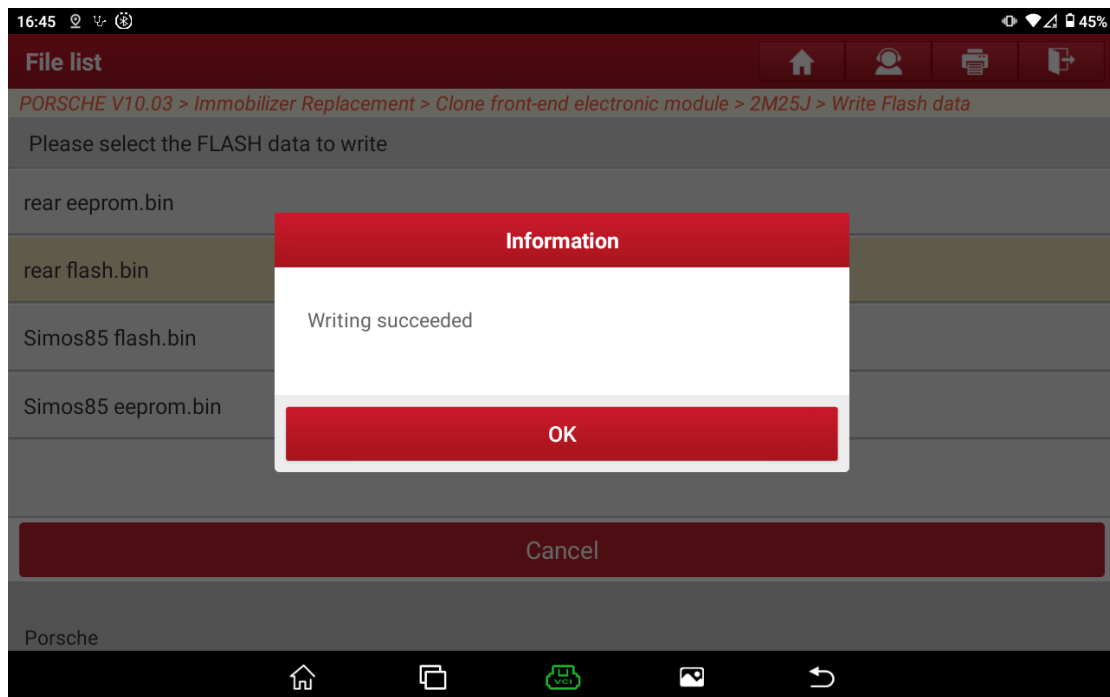 16:45 45%
File list
PORSCHE V10.03 > Immobilizer Replacement > Clone front-end electronic module > 2M25J > Write Flash data
Please select the FLASH data to write
rear eeprom.bin
Information
rear flash.bin
Writing succeeded
Simos85 flash.bin
Simos85 eeprom.bin
OK
Cancel
Porsche
VCI